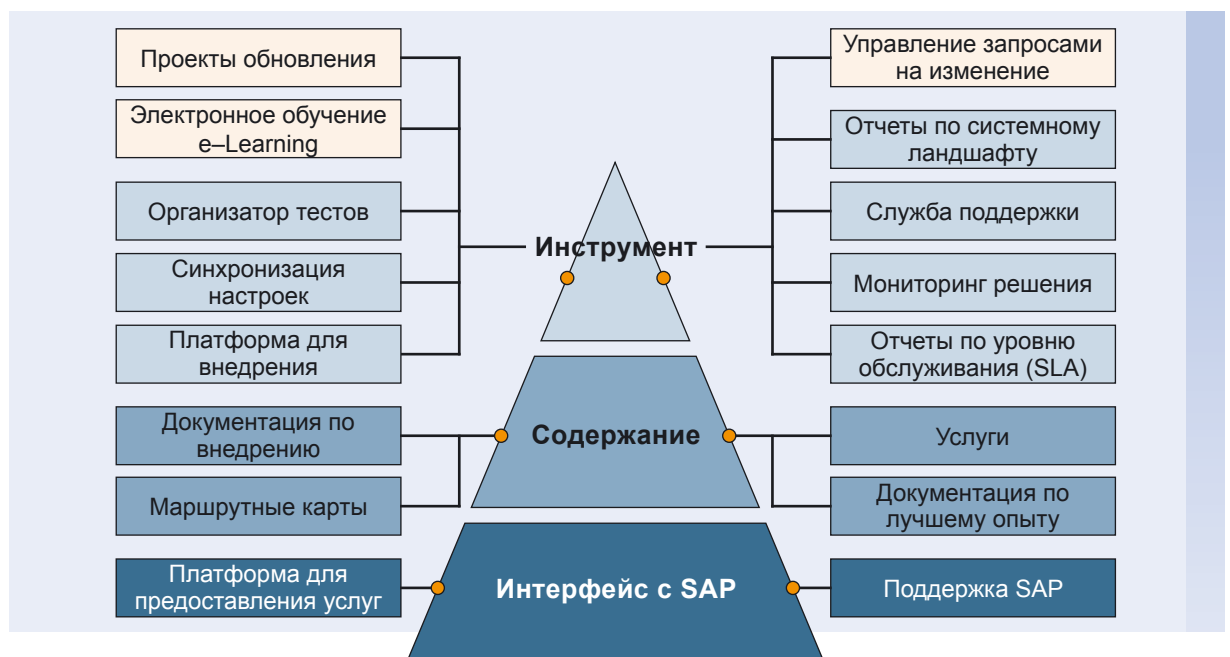 Проекты обновления
Электронное обучение
e–Learning
Организатор тестов
Синхронизация
настроек
Платформа для
внедрения
Документация по
внедрению
Маршрутные карты
Платформа для
предоставления услуг
Инструмент
Содержание
Интерфейс с SAP
Управление запросами
на изменение
Отчеты по системному
ландшафту
Служба поддержки
Мониторинг решения
Отчеты по уровню
обслуживания (SLA)
Услуги
Документация по
лучшему опыту
Поддержка SAP